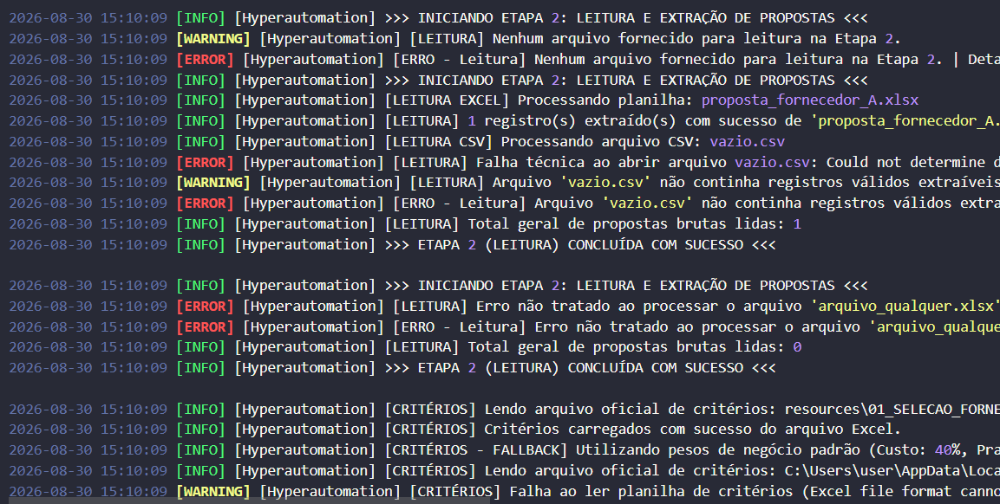 2026-08-30 15:10:09 [INFO] [Hyperautomation] >>> INICIANDO ETAPA 2: LEITURA E EXTRAÇÃO DE PROPOSTAS <<<
2026-08-30 15:10:09 [WARNING] [Hyperautomation] [LEITURA] Nenhum arquivo fornecido para leitura na Etapa 2.
2026-08-30 15:10:09 [ERROR] [Hyperautomation] [ERRO - Leitura] Nenhum arquivo fornecido para leitura na Etapa 2. | Deta
2026-08-30 15:10:09 [INFO] [Hyperautomation] >>> INICIANDO ETAPA 2: LEITURA E EXTRAÇÃO DE PROPOSTAS <<<
2026-08-30 15:10:09 [INFO] [Hyperautomation] [LEITURA EXCEL] Processando planilha: proposta_fornecedor_A.xlsx
2026-08-30 15:10:09 [INFO] [Hyperautomation] [LEITURA] 1 registro(s) extraído(s) com sucesso de 'proposta_fornecedor_A.
2026-08-30 15:10:09 [INFO] [Hyperautomation] [LEITURA CSV] Processando arquivo CSV: vazio.csv
2026-08-30 15:10:09 [ERROR] [Hyperautomation] [LEITURA] Falha técnica ao abrir arquivo vazio.csv: Could not determine d
2026-08-30 15:10:09 [WARNING] [Hyperautomation] [LEITURA] Arquivo 'vazio.csv' não continha registros válidos extraíveis
2026-08-30 15:10:09 [ERROR] [Hyperautomation] [ERRO - Leitura] Arquivo 'vazio.csv' não continha registros válidos extra
2026-08-30 15:10:09 [INFO] [Hyperautomation] [LEITURA] Total geral de propostas brutas lidas: 1
2026-08-30 15:10:09 [INFO] [Hyperautomation] >>> ETAPA 2 (LEITURA) CONCLUÍDA COM SUCESSO <<<
2026-08-30 15:10:09 [INFO] [Hyperautomation] >>> INICIANDO ETAPA 2: LEITURA E EXTRAÇÃO DE PROPOSTAS <<<
2026-08-30 15:10:09 [ERROR] [Hyperautomation] [LEITURA] Erro não tratado ao processar o arquivo 'arquivo_qualquer.xlsx'
2026-08-30 15:10:09 [ERROR] [Hyperautomation] [ERRO - Leitura] Erro não tratado ao processar o arquivo 'arquivo_qualque
2026-08-30 15:10:09 [INFO] [Hyperautomation] [LEITURA] Total geral de propostas brutas lidas: 0
2026-08-30 15:10:09 [INFO] [Hyperautomation] >>> ETAPA 2 (LEITURA) CONCLUÍDA COM SUCESSO <<<
2026-08-30 15:10:09 [INFO] [Hyperautomation] [CRITÉRIOS] Lendo arquivo oficial de critérios: resources\01_SELECAO_FORNE
2026-08-30 15:10:09 [INFO] [Hyperautomation] [CRITÉRIOS] Critérios carregados com sucesso do arquivo Excel.
2026-08-30 15:10:09 [INFO] [Hyperautomation] [CRITÉRIOS - FALLBACK] Utilizando pesos de negócio padrão (Custo: 40%, Pra
2026-08-30 15:10:09 [INFO] [Hyperautomation] [CRITÉRIOS] Lendo arquivo oficial de critérios: C:\Users\user\AppData\Loca
2026-08-30 15:10:09 [WARNING] [Hyperautomation] [CRITÉRIOS] Falha ao ler planilha de critérios (Excel file format canno